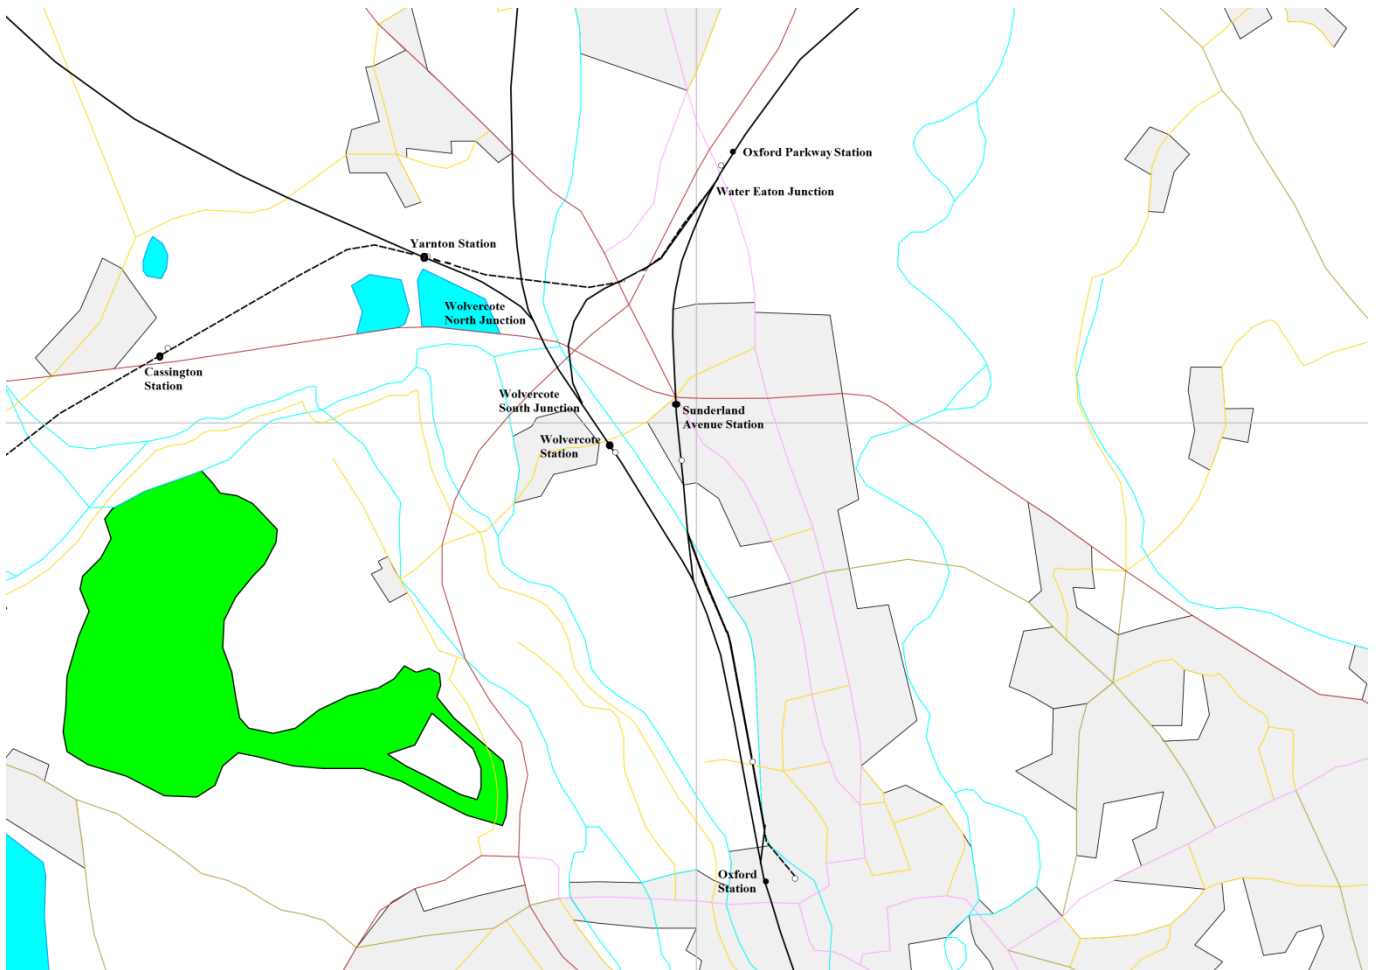 Oxford Parkway Station
Water Eaton Junction
Yarnton Station
Wolvercote
North Junction
Cassington
Station
Wolvercote
South Junction
Sunderland
Avenue Station
Wolvercote
Station
Oxford
Station